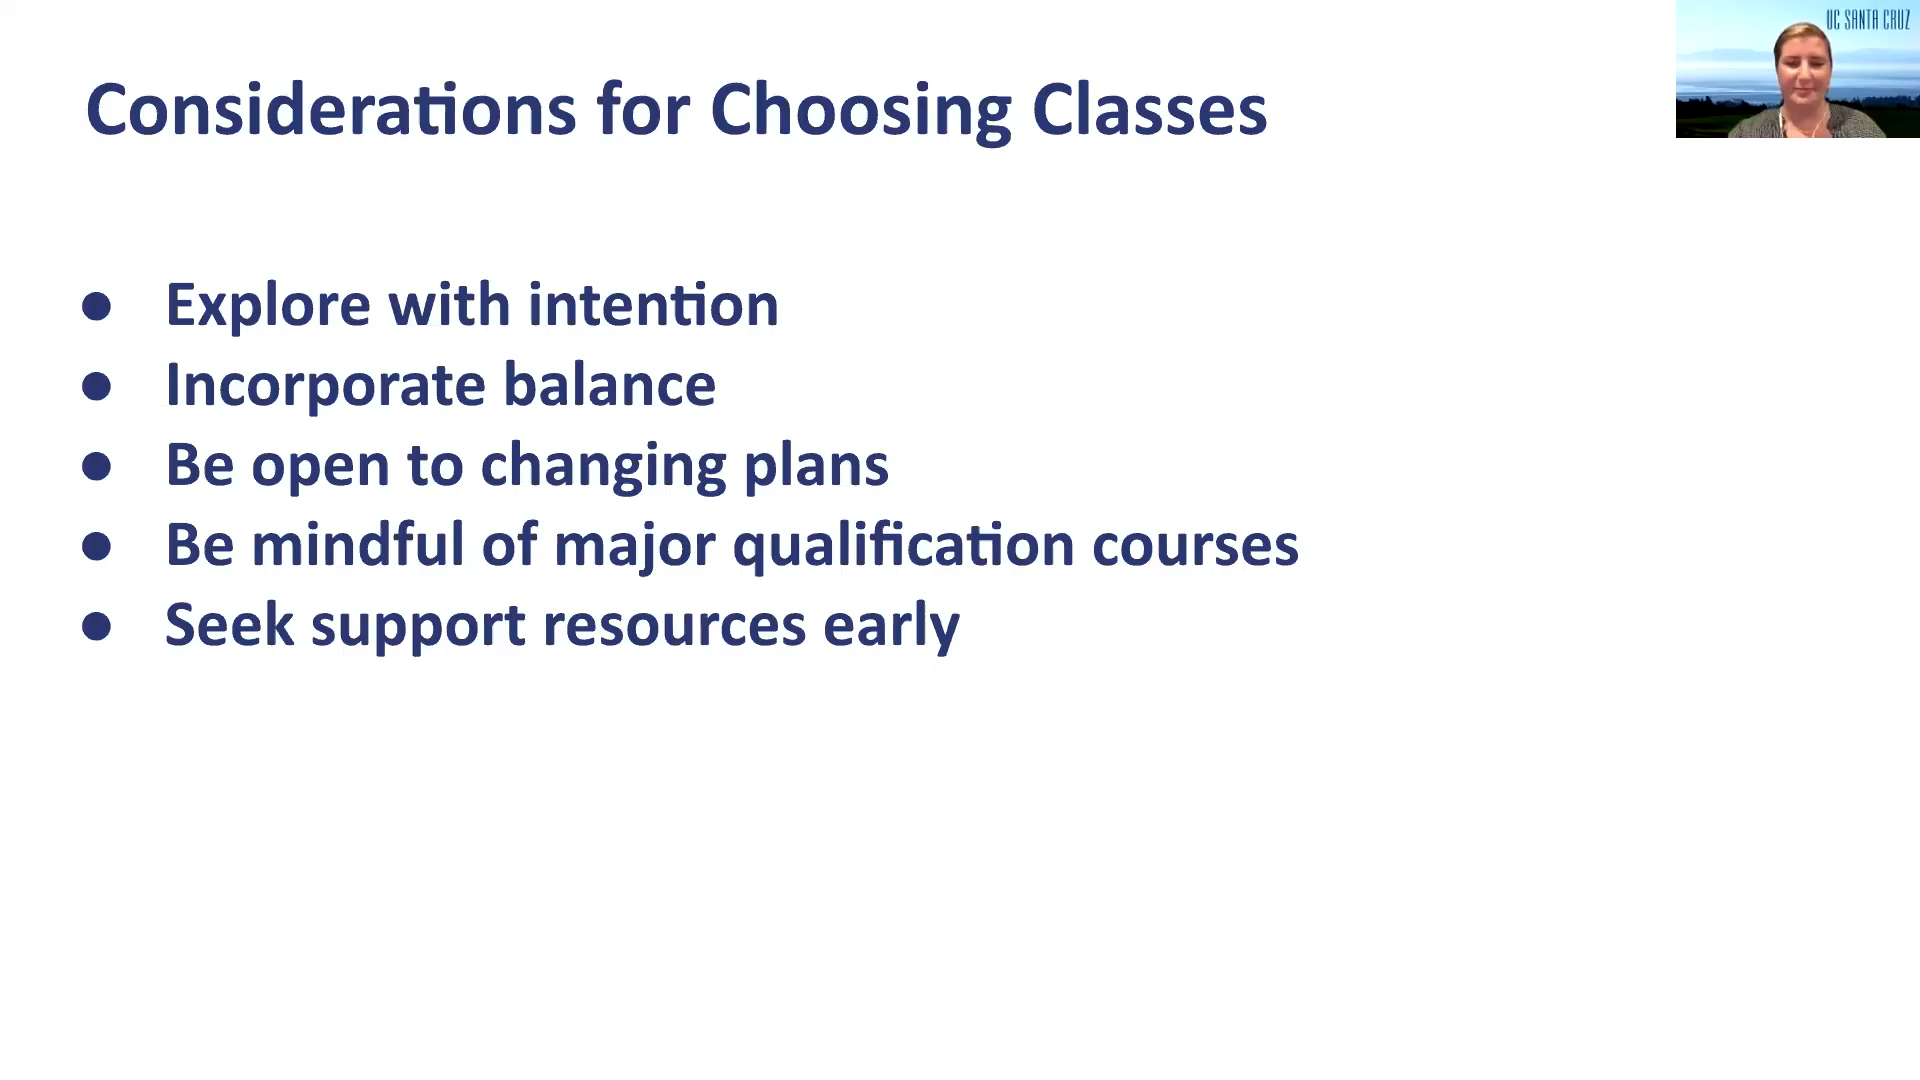 UC SANTA CRUZ
Considerations for Choosing Classes
● Explore with intention
● Incorporate balance
● Be open to changing plans
● Be mindful of major qualification courses
● Seek support resources early